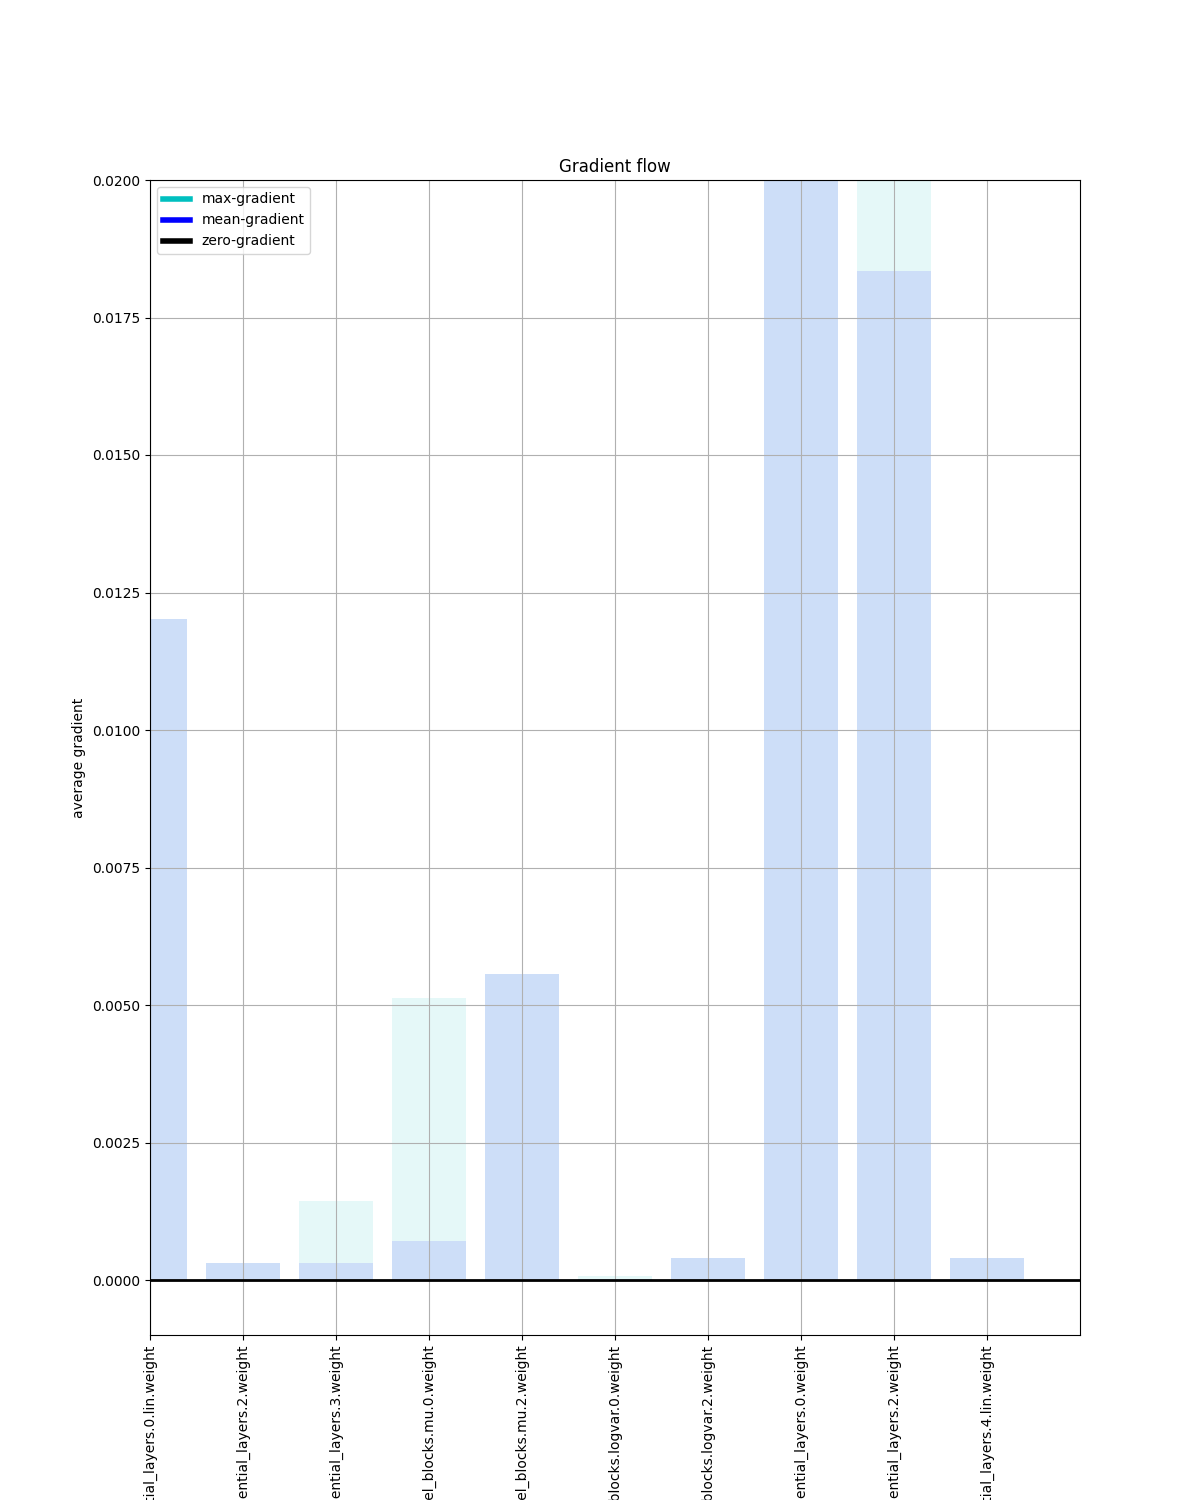 Gradient flow
max-gradient
mean-gradient
zero-gradient
0.0200
0.0175
0.0150
0.0125
0.0100
0.0075
0.0050
0.0025
0.0000
average gradient
tial_layers.0.lin.weight
ential_layers.2.weight
ential_layers.3.weight
el_blocks.mu.0.weight
el_blocks.mu.2.weight
blocks.logvar.0.weight
blocks.logvar.2.weight
ential_layers.0.weight
ential_layers.2.weight
tial_layers.4.lin.weight